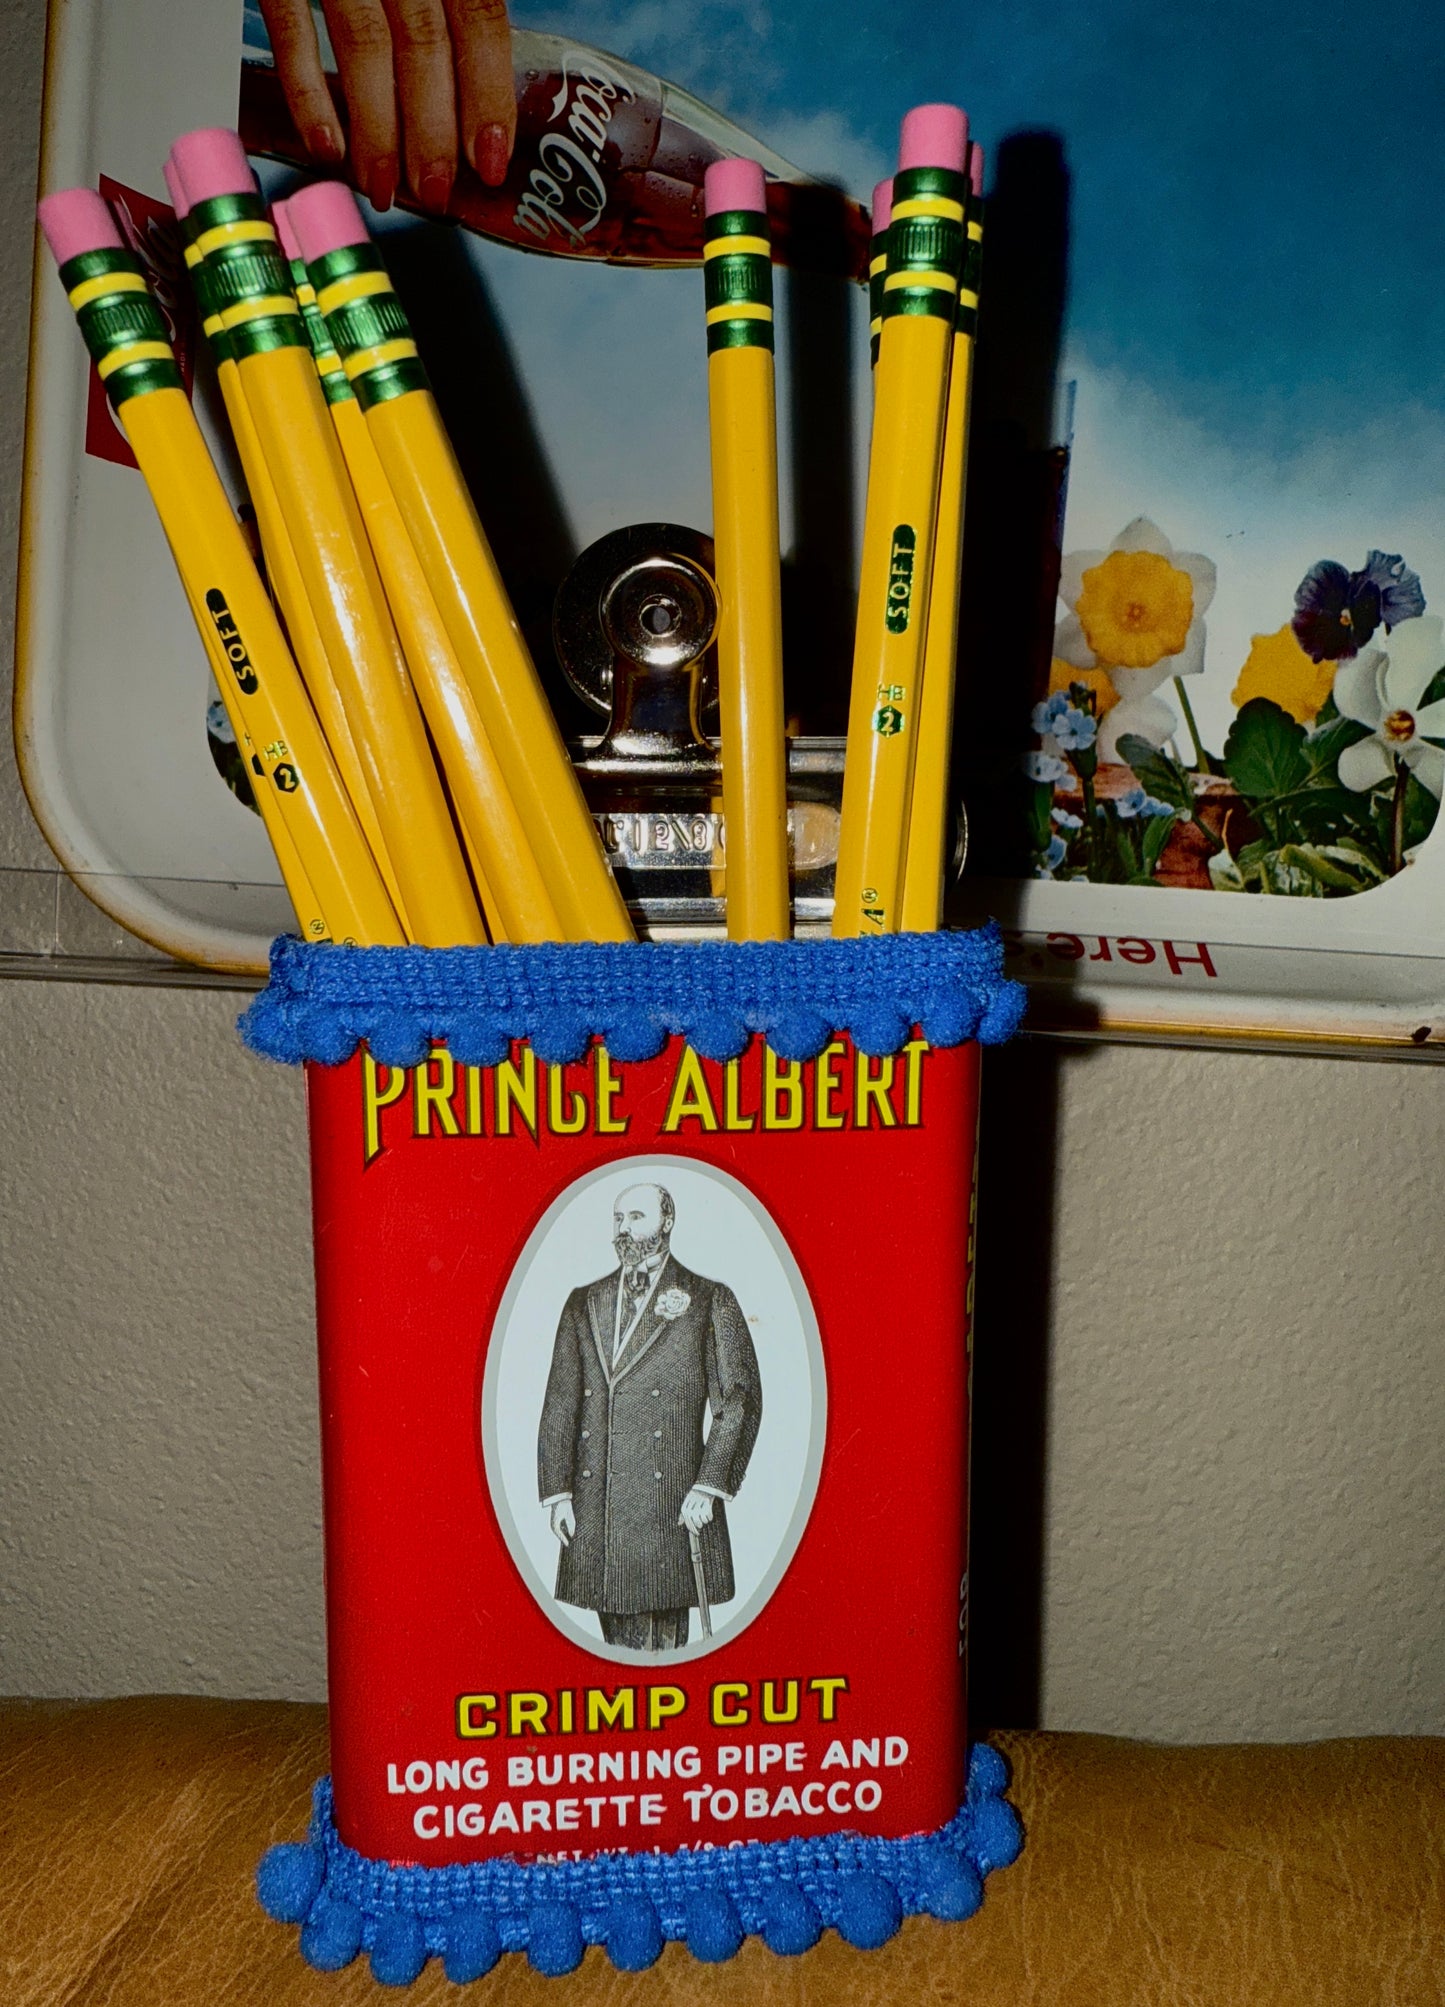 Coca-Cola
SOFT
HB
2
SOFT
HB
2
Here's
PRINCE ALBERT
CRIMP CUT
LONG BURNING PIPE AND
CIGARETTE TOBACCO